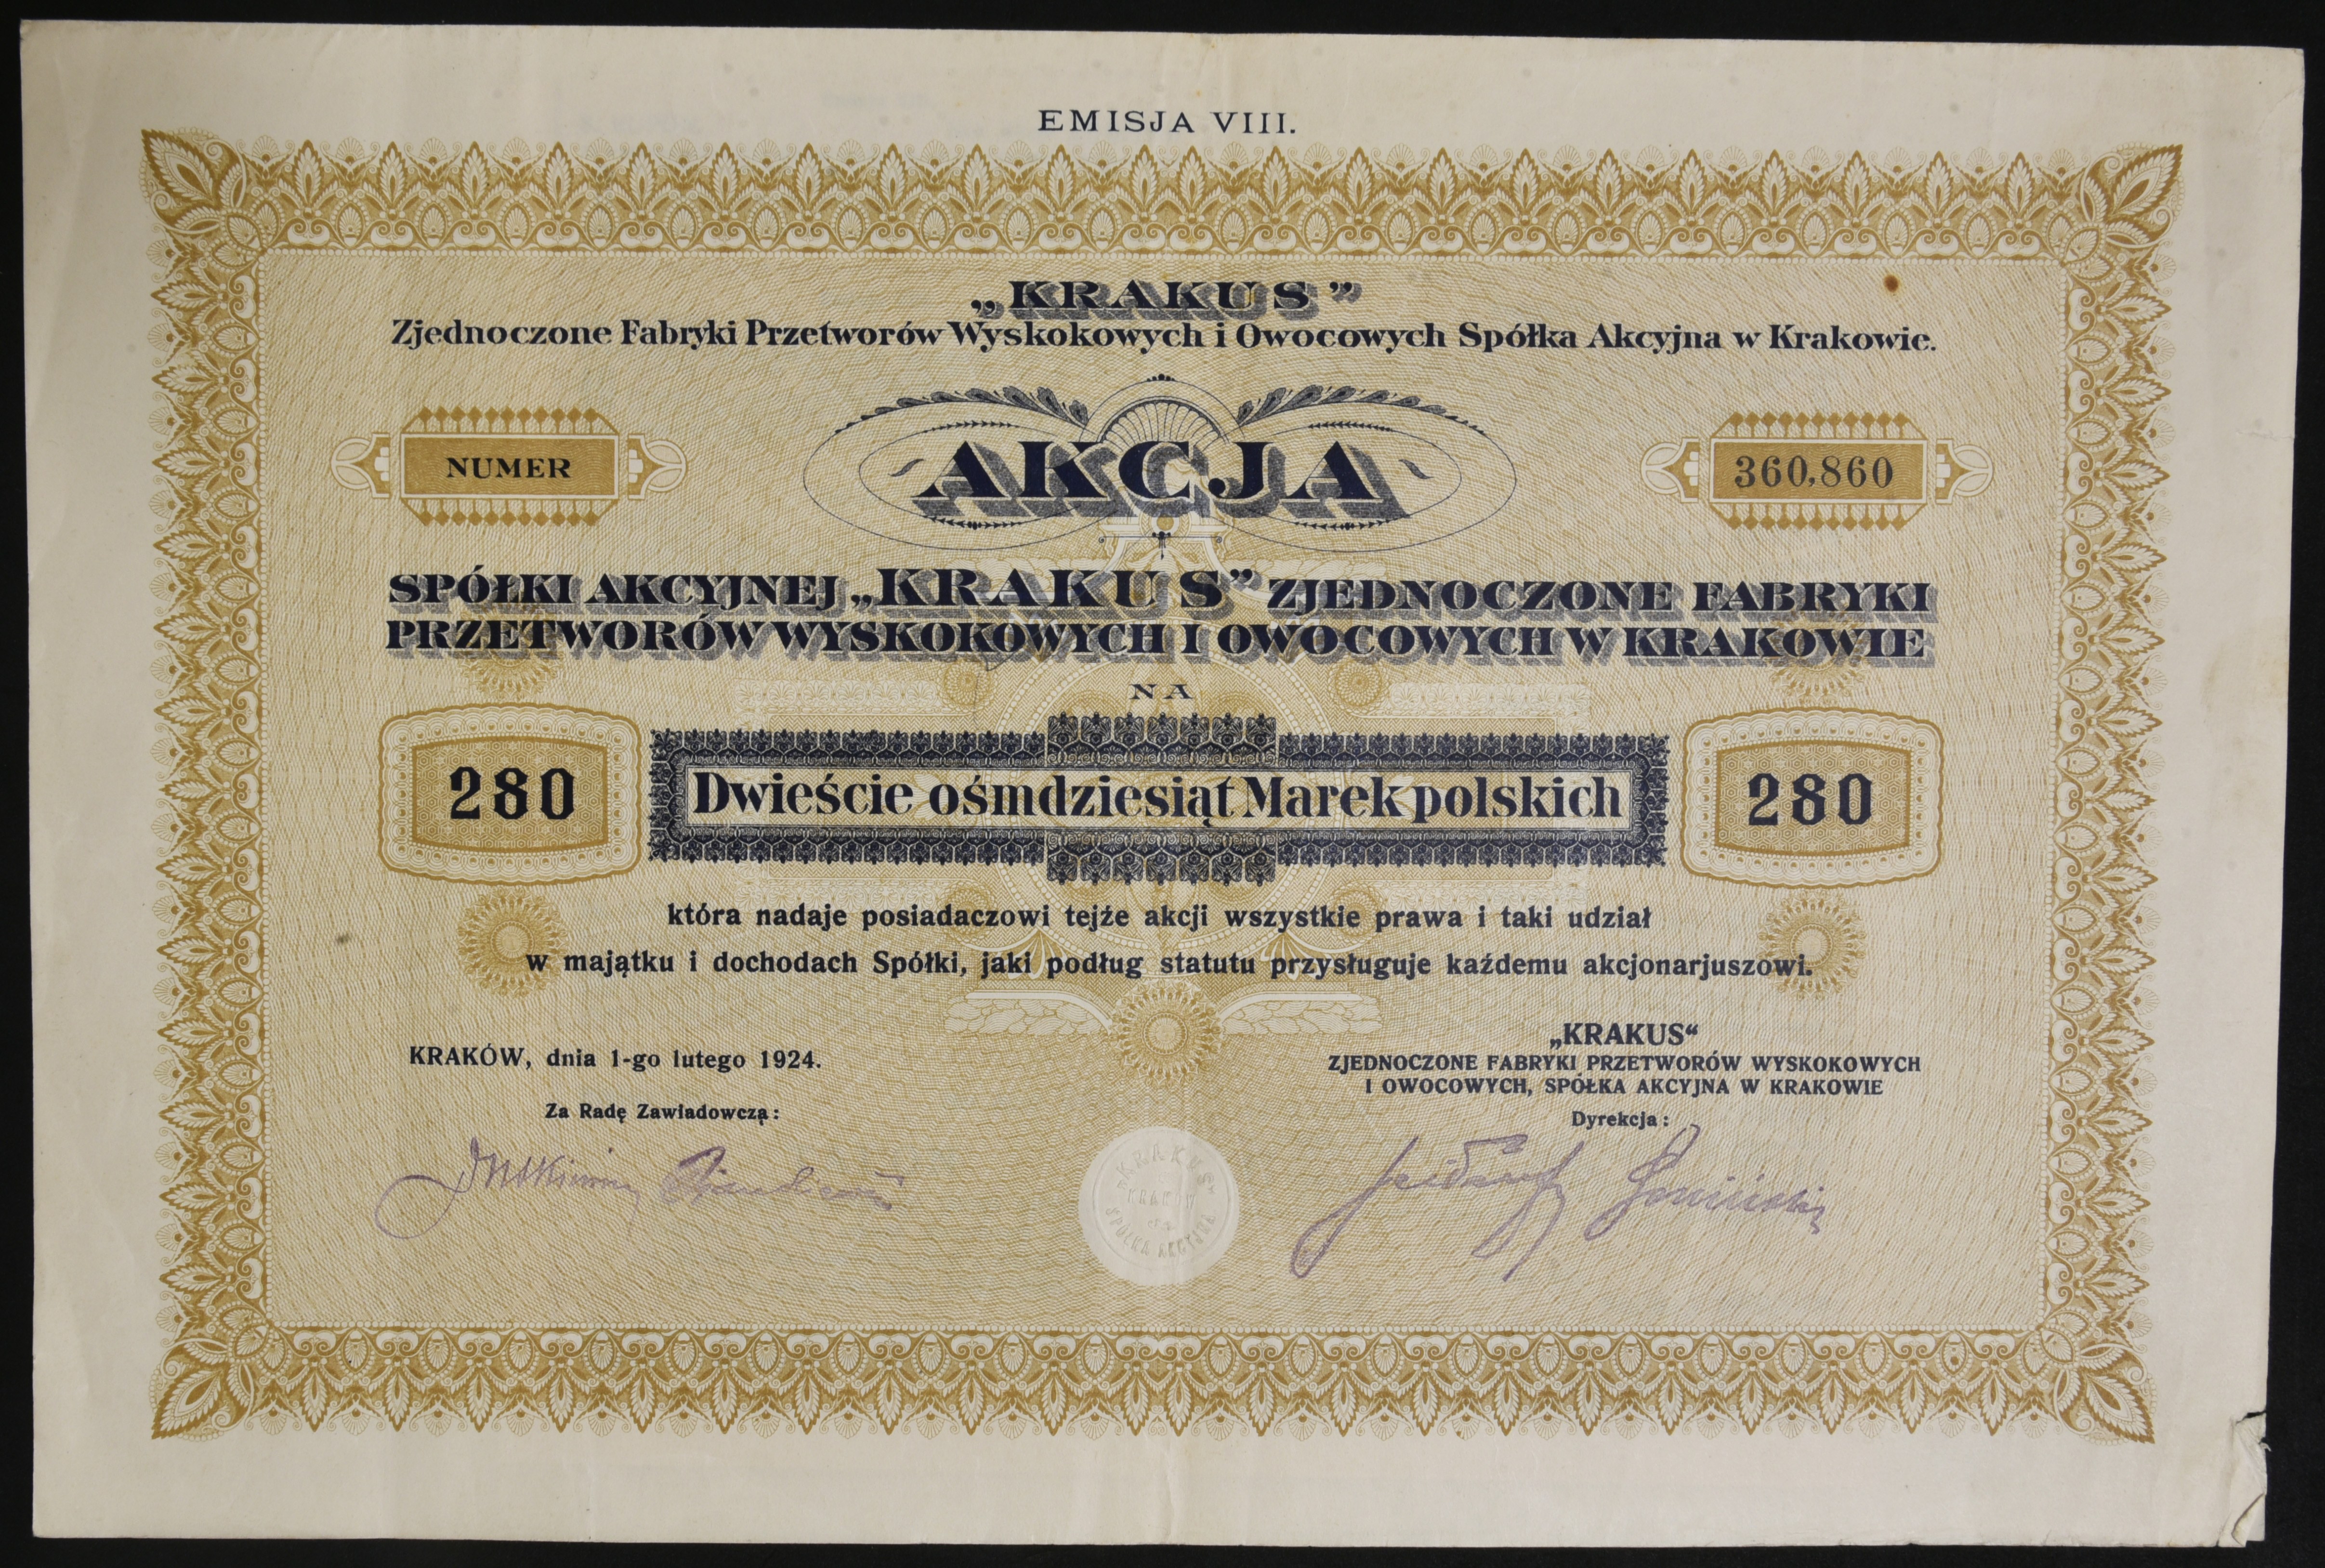 EMISJA VIII.
„KRAKUS”
Zjednoczone Fabryki Przetworów Wyskokowych i Owocowych Spółka Akcyjna w Krakowie.
AKCJA
NUMER
360,860
SPÓŁKI AKCYJNEJ „KRAKUS” ZJEDNOCZONE FABRYKI
PRZETWORÓW WYSKOKOWYCH I OWOCOWYCH W KRAKOWIE
NA
280
Dwieście ośmdziesiąt Marek polskich
280
która nadaje posiadaczowi tejże akcji wszystkie prawa i taki udział
w majątku i dochodach Spółki, jaki podług statutu przysługuje każdemu akcjonarjuszowi.
KRAKÓW, dnia 1-go lutego 1924.
Za Radę Zawiadowczą:
„KRAKUS“
ZJEDNOCZONE FABRYKI PRZETWORÓW WYSKOKOWYCH
I OWOCOWYCH, SPÓŁKA AKCYJNA W KRAKOWIE
Dyrekcja:
"KRAKUS"
SPÓŁKA AKCYJNA